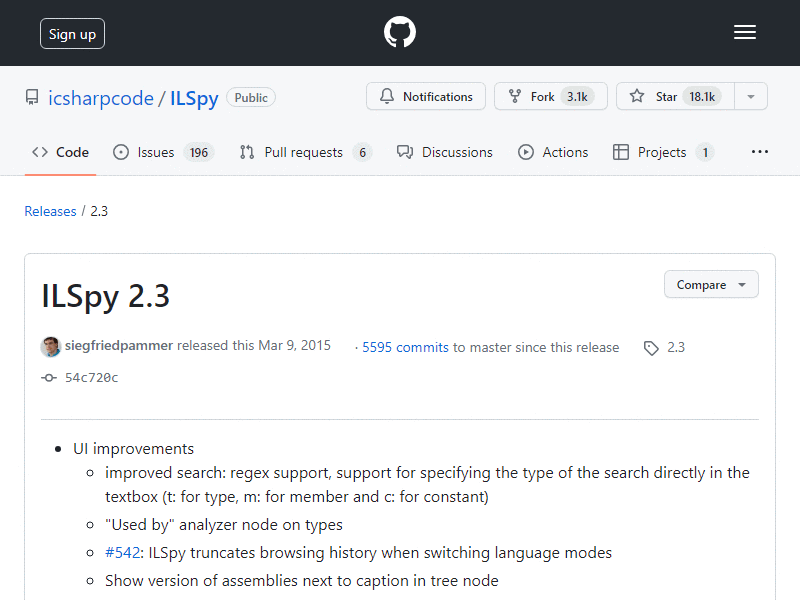 Sign up
icsharpcode / ILSpy Public
Notifications
Fork 3.1k
Star 18.1k
Code
Issues 196
Pull requests 6
Discussions
Actions
Projects 1
Releases / 2.3
ILSpy 2.3
Compare
siegfriedpammer released this Mar 9, 2015 · 5595 commits to master since this release 2.3
54c720c
• UI improvements
◦ improved search: regex support, support for specifying the type of the search directly in the
textbox (t: for type, m: for member and c: for constant)
◦ "Used by" analyzer node on types
◦ #542: ILSpy truncates browsing history when switching language modes
◦ Show version of assemblies next to caption in tree node